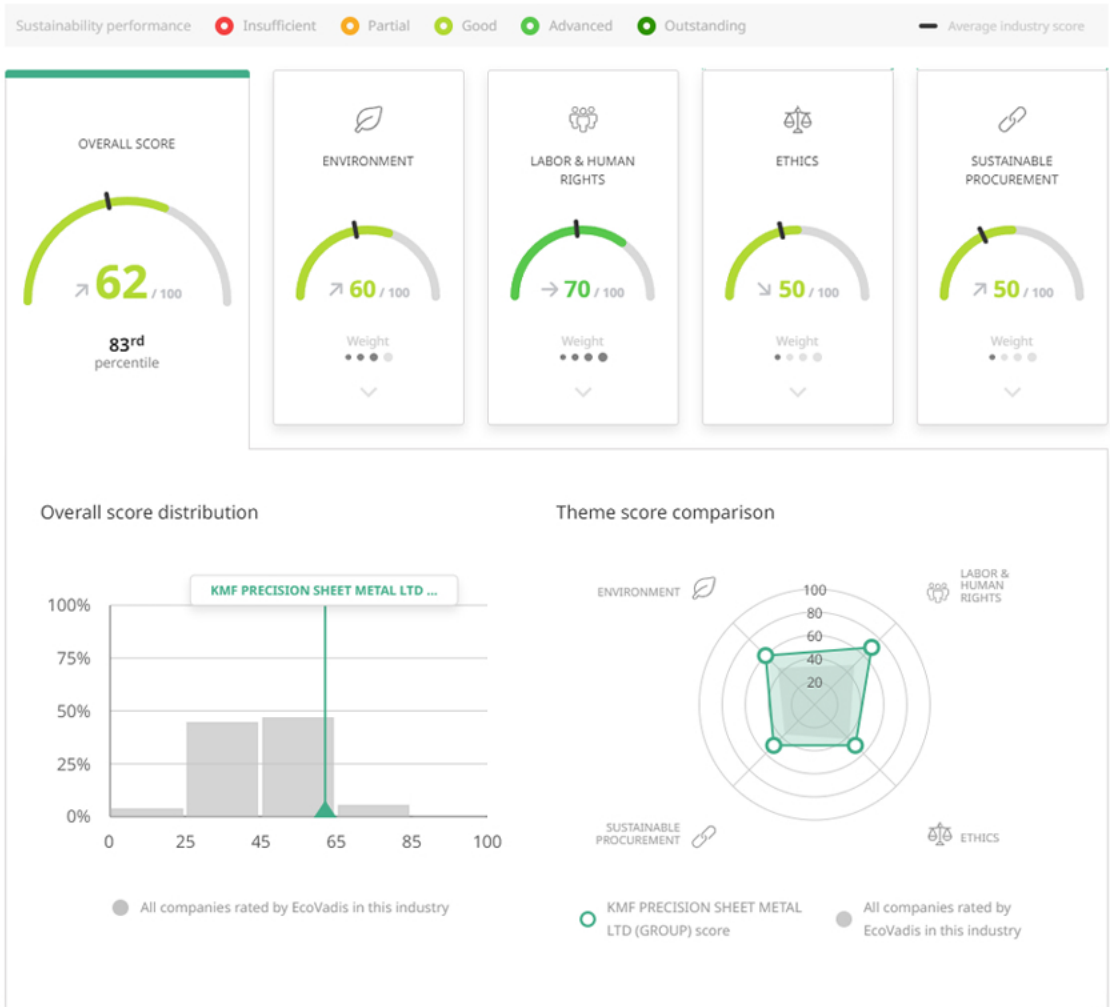 Sustainability performance Insufficient Partial Good Advanced Outstanding Average industry score
OVERALL SCORE
62 / 100
83rd
percentile
ENVIRONMENT
60 / 100
Weight
LABOR & HUMAN
RIGHTS
70 / 100
Weight
ETHICS
50 / 100
Weight
SUSTAINABLE
PROCUREMENT
50 / 100
Weight
Overall score distribution
KMF PRECISION SHEET METAL LTD ...
100%
75%
50%
25%
0%
0 25 45 65 85 100
All companies rated by EcoVadis in this industry
Theme score comparison
ENVIRONMENT
LABOR &
HUMAN
RIGHTS
100
80
60
40
20
SUSTAINABLE
PROCUREMENT
ETHICS
KMF PRECISION SHEET METAL
LTD (GROUP) score
All companies rated by
EcoVadis in this industry